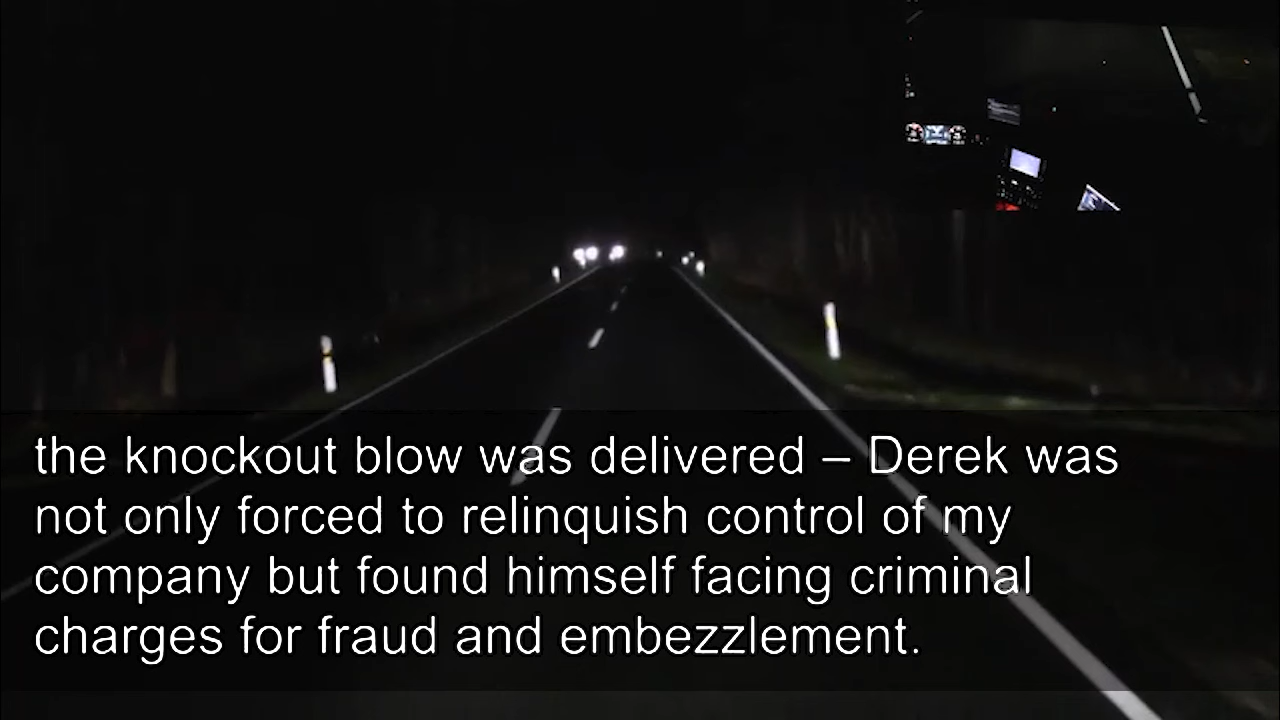 the knockout blow was delivered – Derek was
not only forced to relinquish control of my
company but found himself facing criminal
charges for fraud and embezzlement.